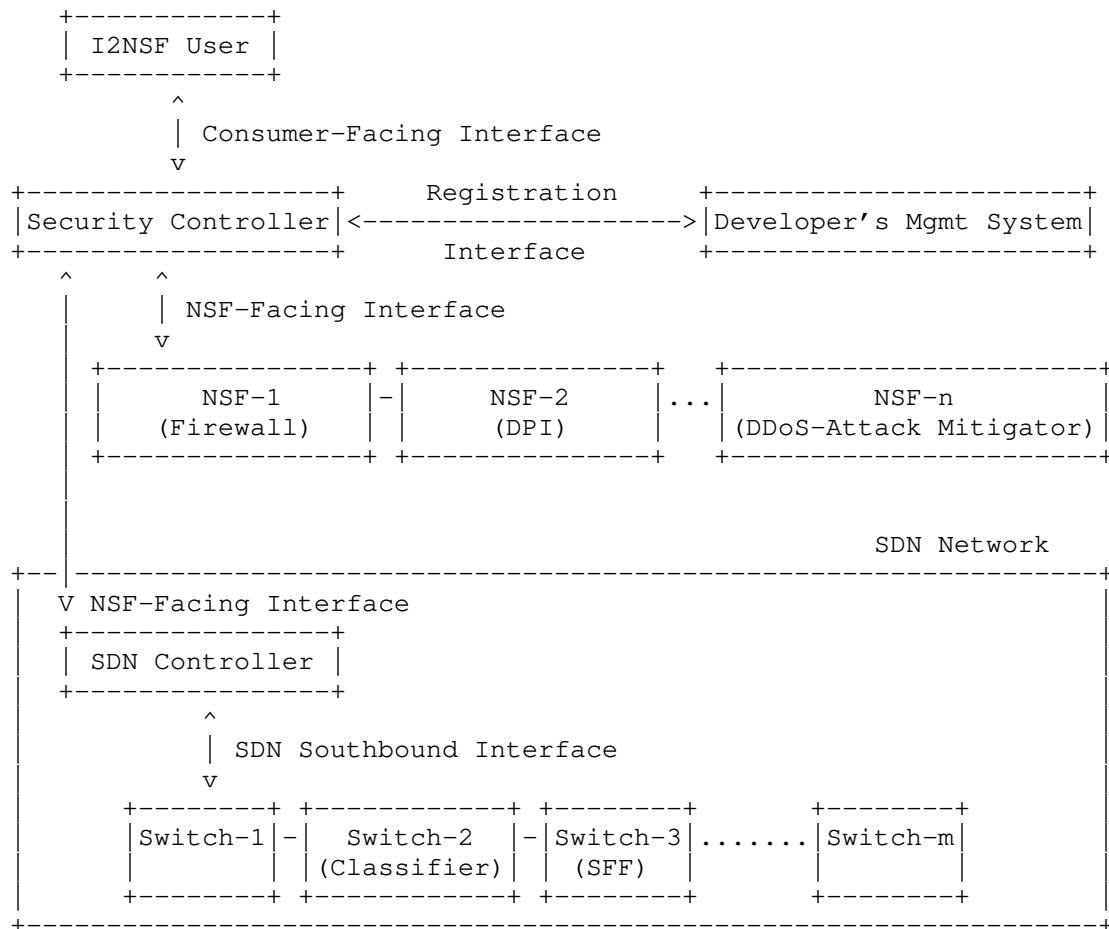 I2NSF User
Consumer-Facing Interface
Registration
Security Controller Developer's Mgmt System
Interface
NSF-Facing Interface
NSF-1 NSF-2 ... NSF-n
(Firewall) (DPI) (DDoS-Attack Mitigator)
SDN Network
NSF-Facing Interface
SDN Controller
SDN Southbound Interface
Switch-1 Switch-2 Switch-3 ....... Switch-m
(Classifier) (SFF)